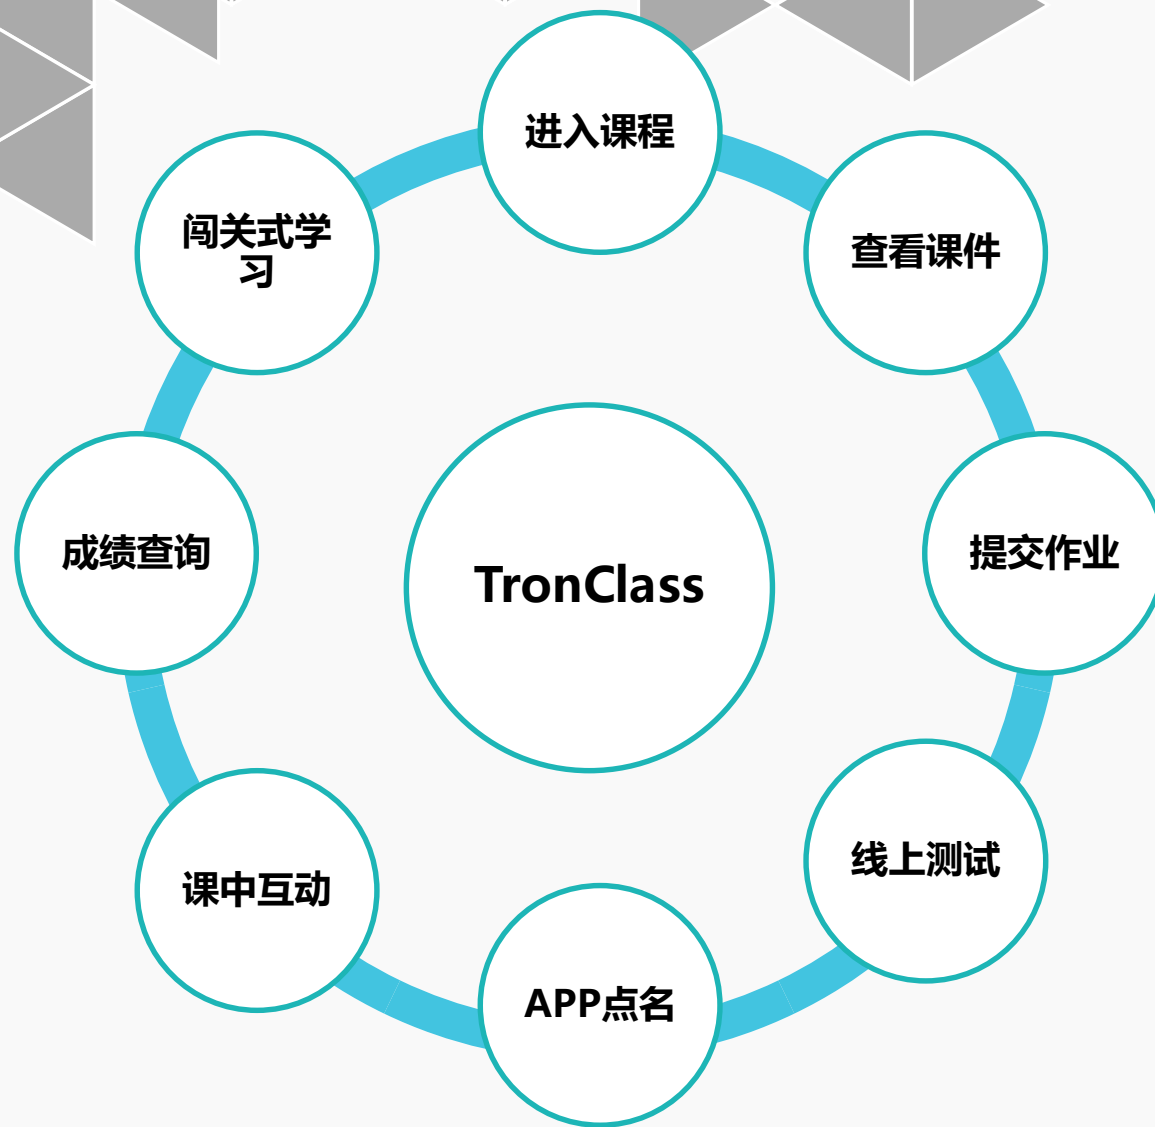 进入课程
查看课件
提交作业
线上测试
APP点名
课中互动
成绩查询
闯关式学
习
TronClass